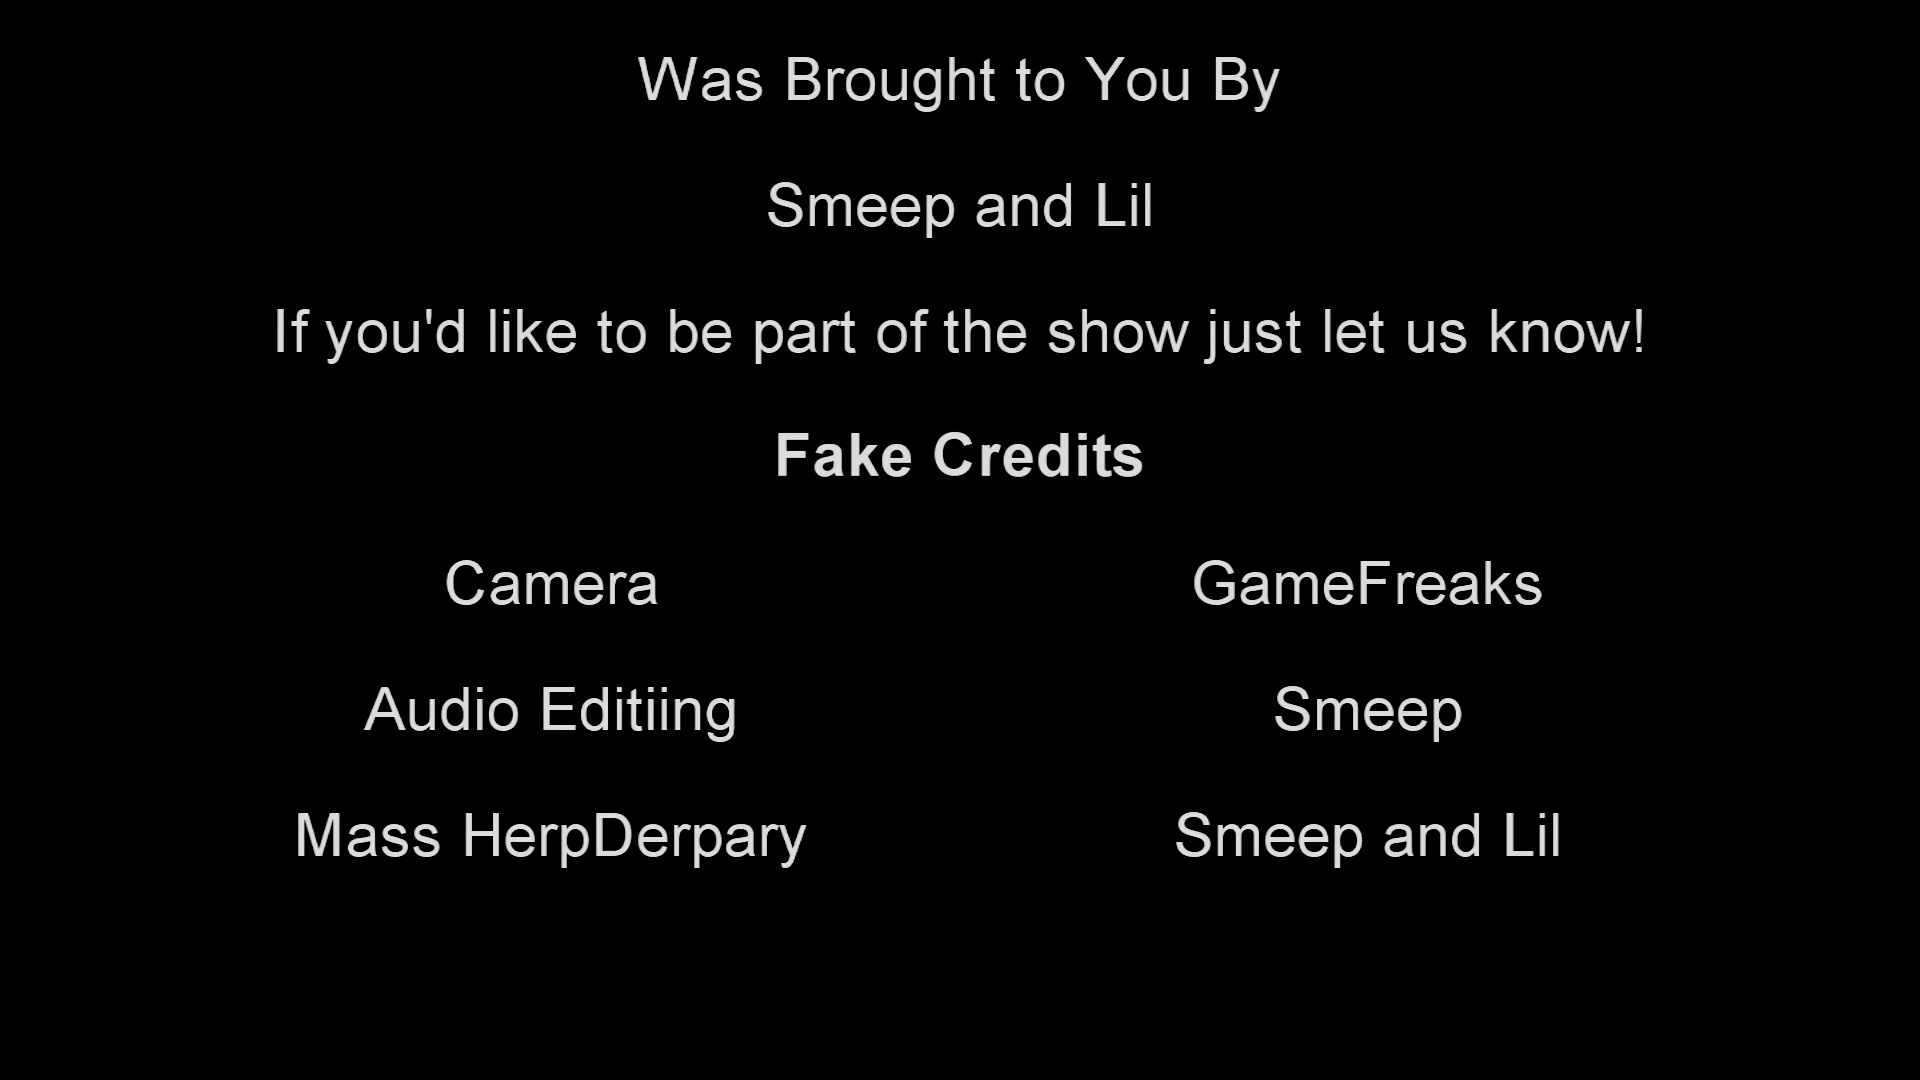 Was Brought to You By
Smeep and Lil
If you'd like to be part of the show just let us know!
Fake Credits
Camera GameFreaks
Audio Editiing Smeep
Mass HerpDerpary Smeep and Lil